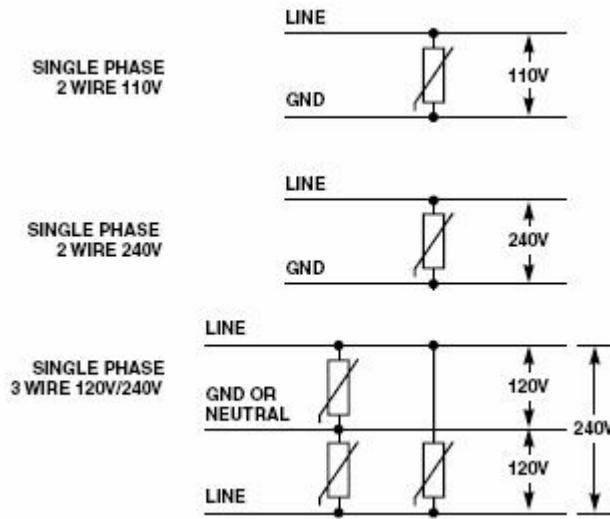 LINE
SINGLE PHASE
2 WIRE 110V
110V
GND
LINE
SINGLE PHASE
2 WIRE 240V
240V
GND
LINE
SINGLE PHASE
3 WIRE 120V/240V
GND OR
NEUTRAL
120V
240V
120V
LINE